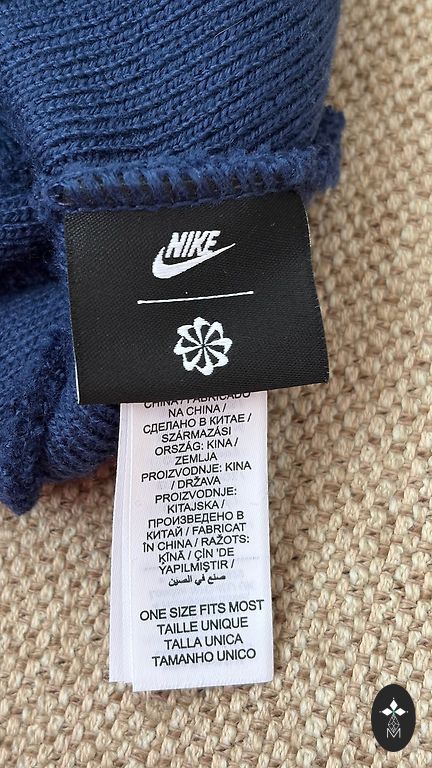 NIKE
CHINA / FABRICADO
NA CHINA /
СДЕЛАНО В КИТАЕ /
SZÁRMAZÁSI
ORSZÁG: KINA /
ZEMLJA
PROIZVODNJE: KINA
/ DRŽAVA
PROIZVODNJE:
KITAJSKA /
ПРОИЗВЕДЕНО В
КИТАЙ / FABRICAT
ÎN CHINA / RAŽOTS:
ĶĪNĀ / ÇİN 'DE
YAPILMIŞTIR /
صنع في الصين
ONE SIZE FITS MOST
TAILLE UNIQUE
TALLA UNICA
TAMANHO UNICO
M